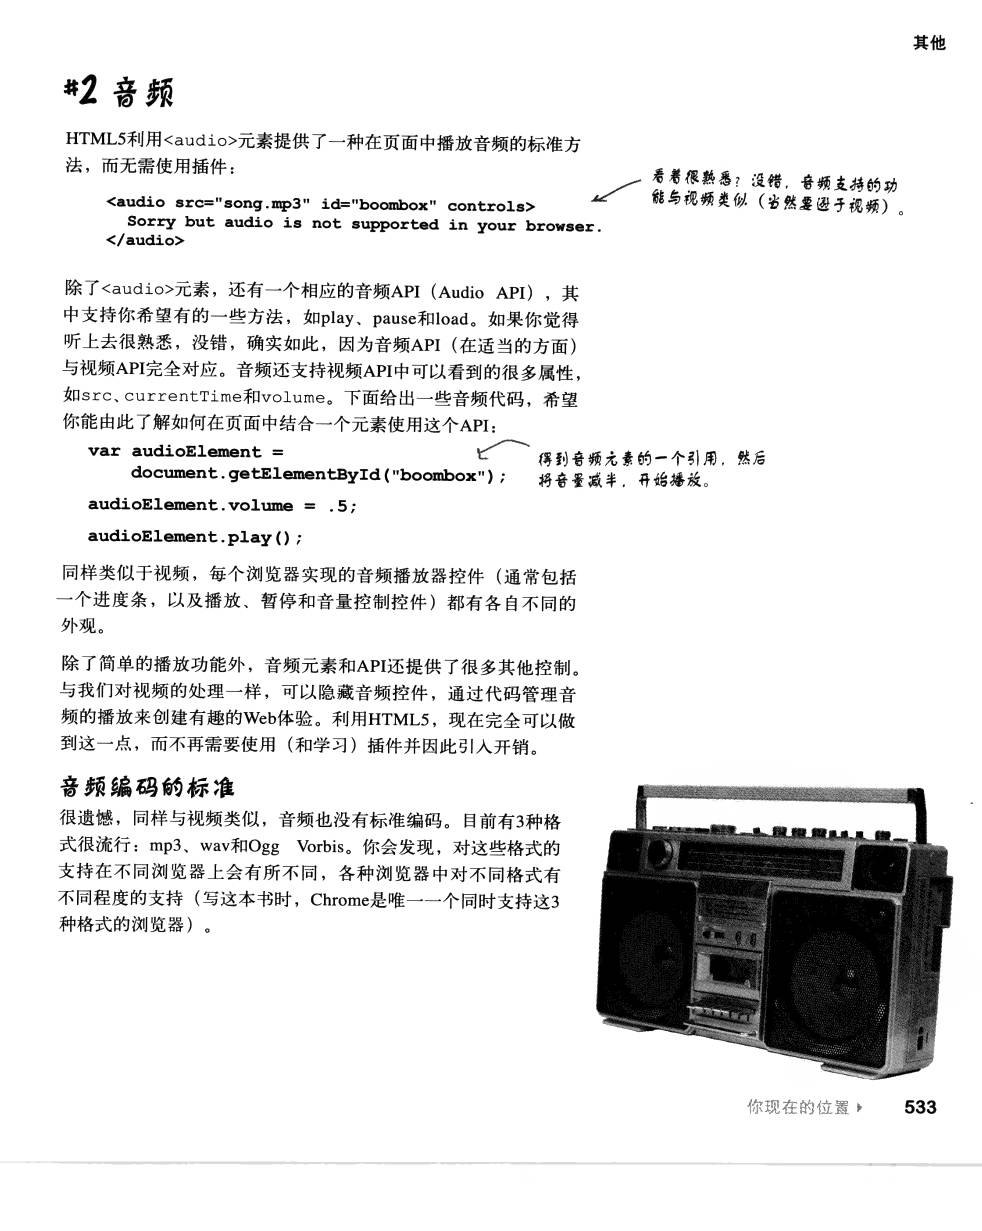 其他
#2 音频
HTML5利用<audio>元素提供了一种在页面中播放音频的标准方
法，而无需使用插件：
<audio src="song.mp3" id="boombox" controls>
Sorry but audio is not supported in your browser.
</audio>
看着很熟悉？没错，音频支持的功
能与视频类似（当然要逊于视频）。
除了<audio>元素，还有一个相应的音频API（Audio API），其
中支持你希望有的一些方法，如play、pause和load。如果你觉得
听上去很熟悉，没错，确实如此，因为音频API（在适当的方面）
与视频API完全对应。音频还支持视频API中可以看到的很多属性，
如src、currentTime和volume。下面给出一些音频代码，希望
你能由此了解如何在页面中结合一个元素使用这个API：
var audioElement =
document.getElementById("boombox");
audioElement.volume = .5;
audioElement.play();
得到音频元素的一个引用，然后
将音量减半，开始播放。
同样类似于视频，每个浏览器实现的音频播放器控件（通常包括
一个进度条，以及播放、暂停和音量控制控件）都有各自不同的
外观。
除了简单的播放功能外，音频元素和API还提供了很多其他控制。
与我们对视频的处理一样，可以隐藏音频控件，通过代码管理音
频的播放来创建有趣的Web体验。利用HTML5，现在完全可以做
到这一点，而不再需要使用（和学习）插件并因此引入开销。
音频编码的标准
很遗憾，同样与视频类似，音频也没有标准编码。目前有3种格
式很流行：mp3、wav和Ogg Vorbis。你会发现，对这些格式的
支持在不同浏览器上会有所不同，各种浏览器中对不同格式有
不同程度的支持（写这本书时，Chrome是唯一一个同时支持这3
种格式的浏览器）。
你现在的位置 ▸ 533